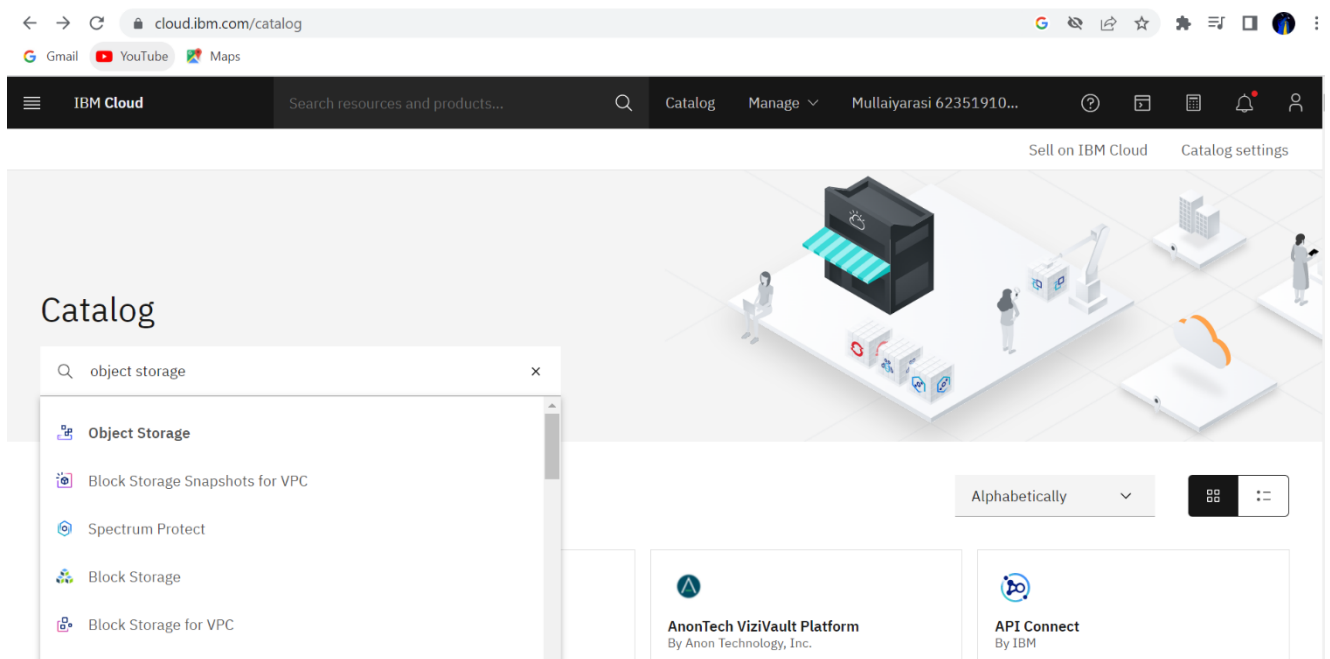 cloud.ibm.com/catalog
Gmail YouTube Maps
IBM Cloud Search resources and products... Catalog Manage Mullaiyarasi 62351910...
Sell on IBM Cloud Catalog settings
Catalog
object storage
Object Storage
Block Storage Snapshots for VPC
Spectrum Protect
Block Storage
Block Storage for VPC
Alphabetically
AnonTech ViziVault Platform
By Anon Technology, Inc.
API Connect
By IBM